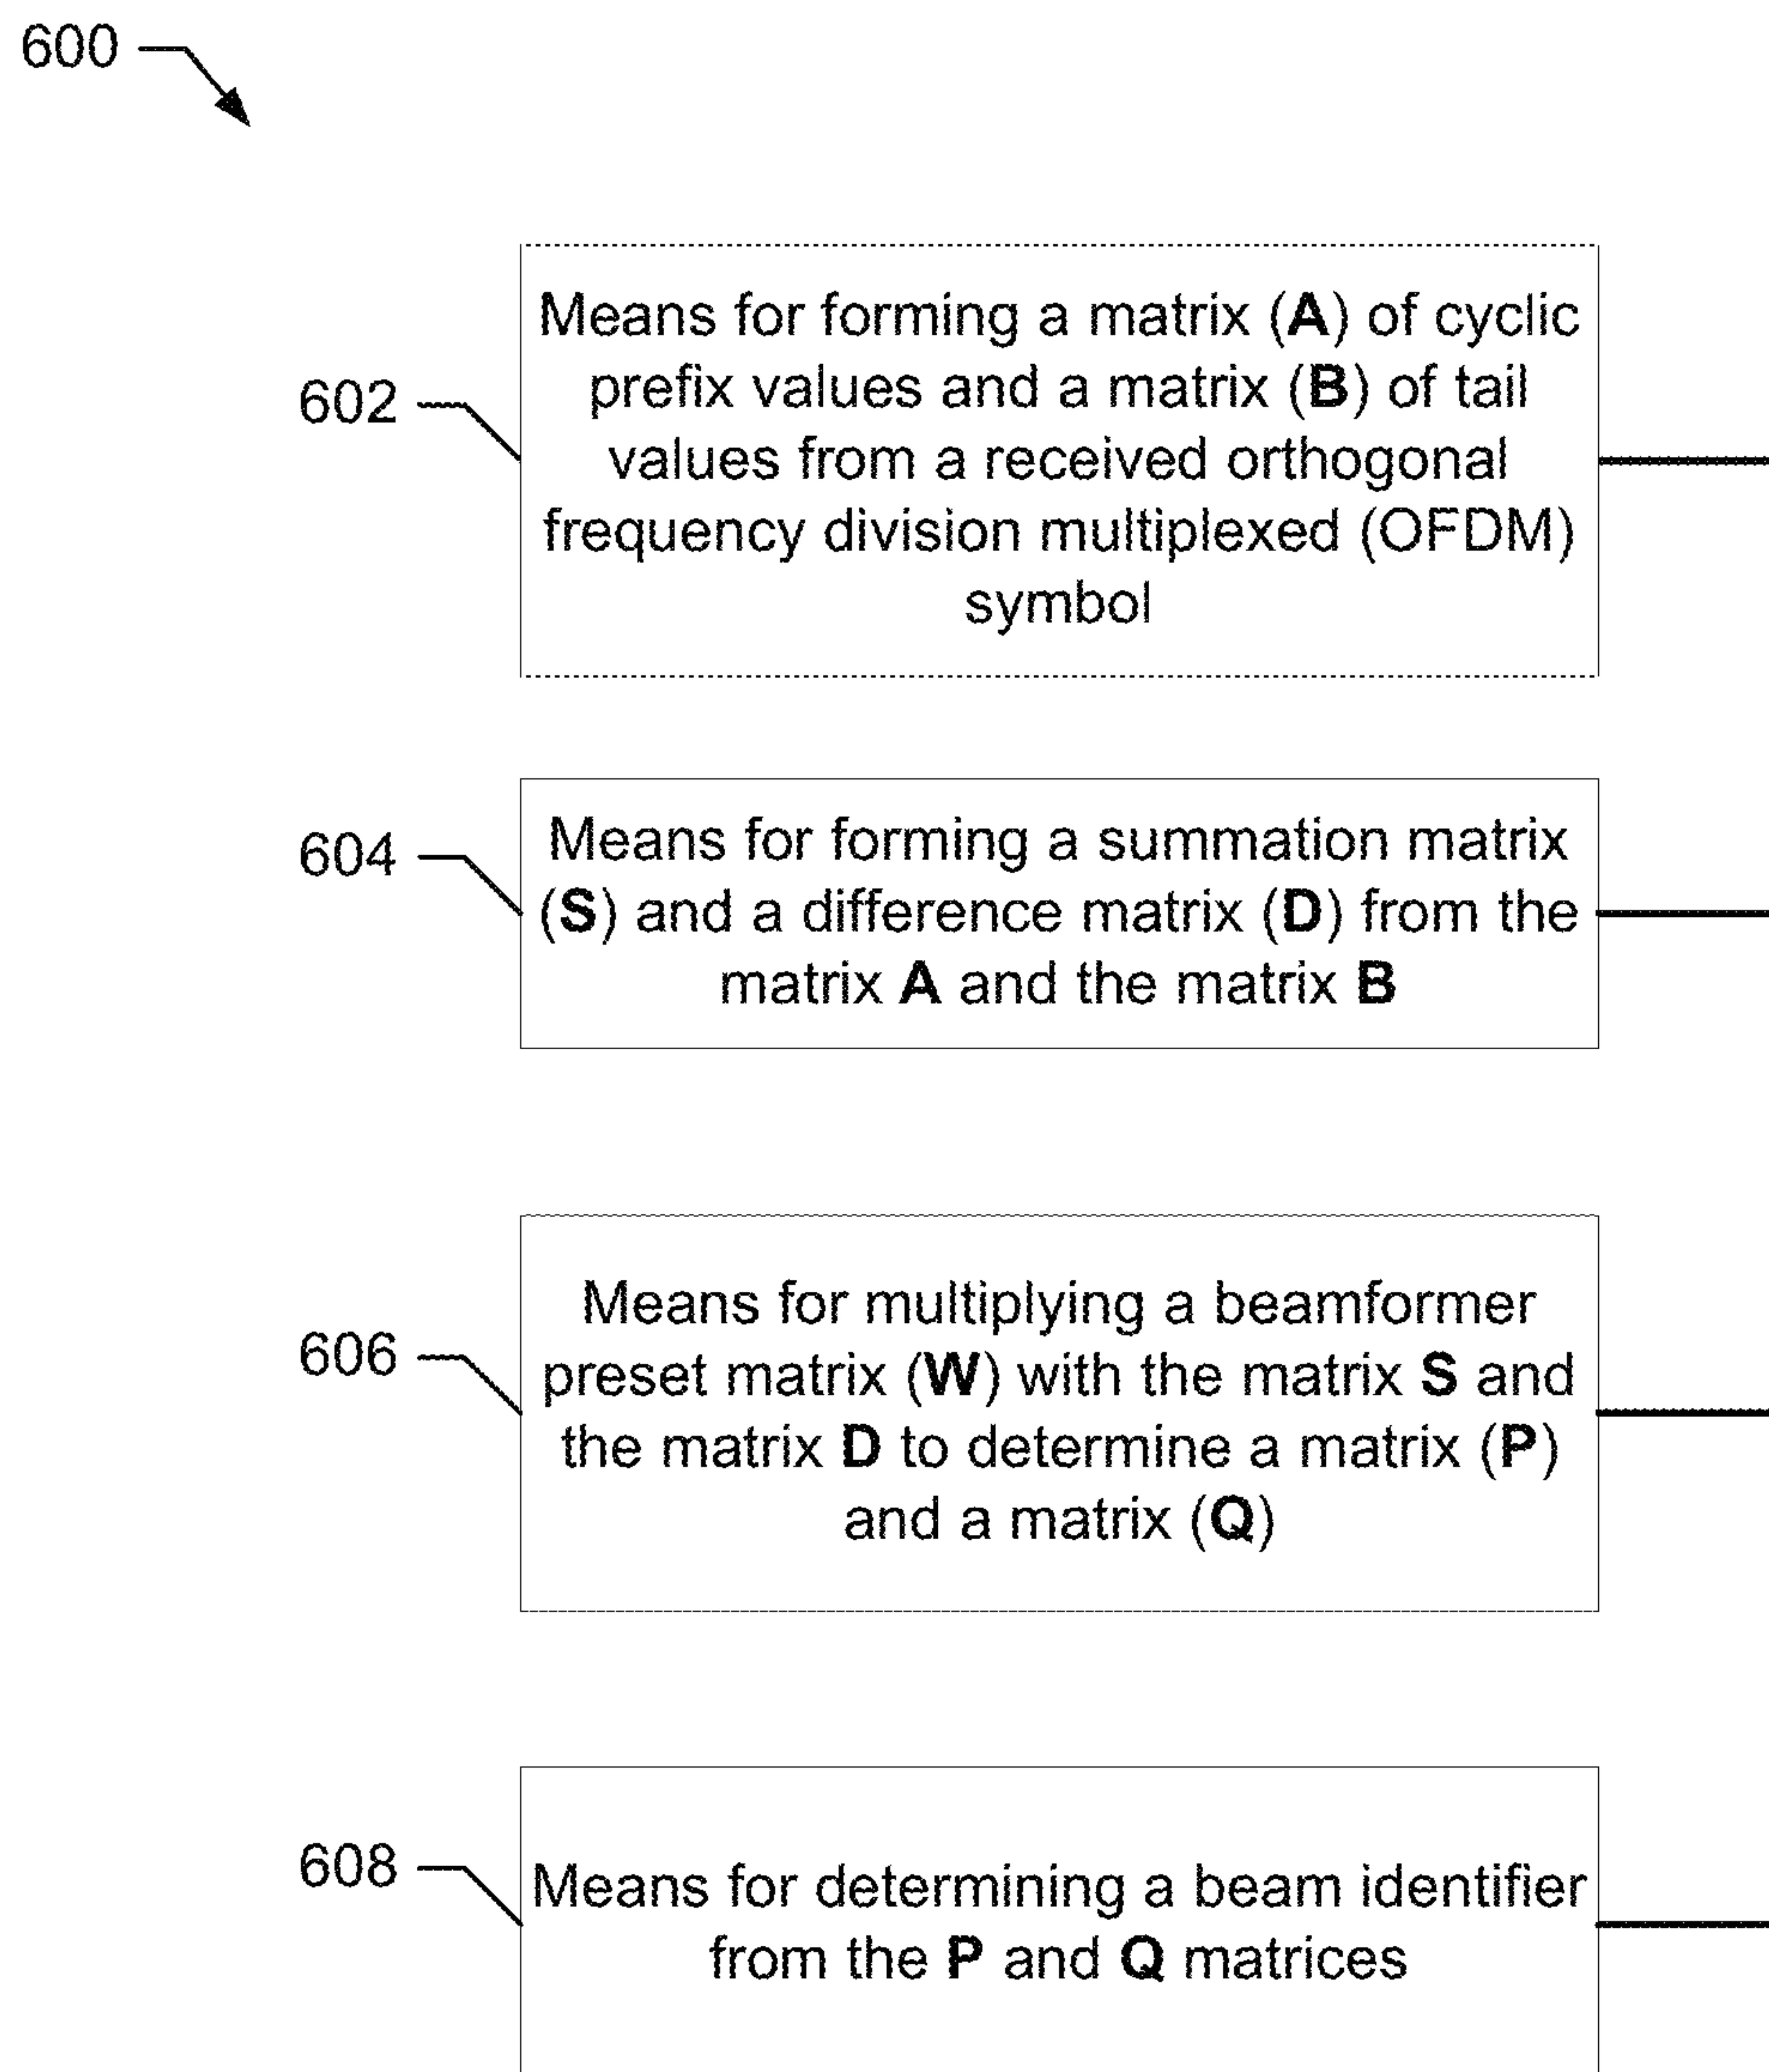 600
602
Means for forming a matrix (A) of cyclic
prefix values and a matrix (B) of tail
values from a received orthogonal
frequency division multiplexed (OFDM)
symbol
604
Means for forming a summation matrix
(S) and a difference matrix (D) from the
matrix A and the matrix B
606
Means for multiplying a beamformer
preset matrix (W) with the matrix S and
the matrix D to determine a matrix (P)
and a matrix (Q)
608
Means for determining a beam identifier
from the P and Q matrices